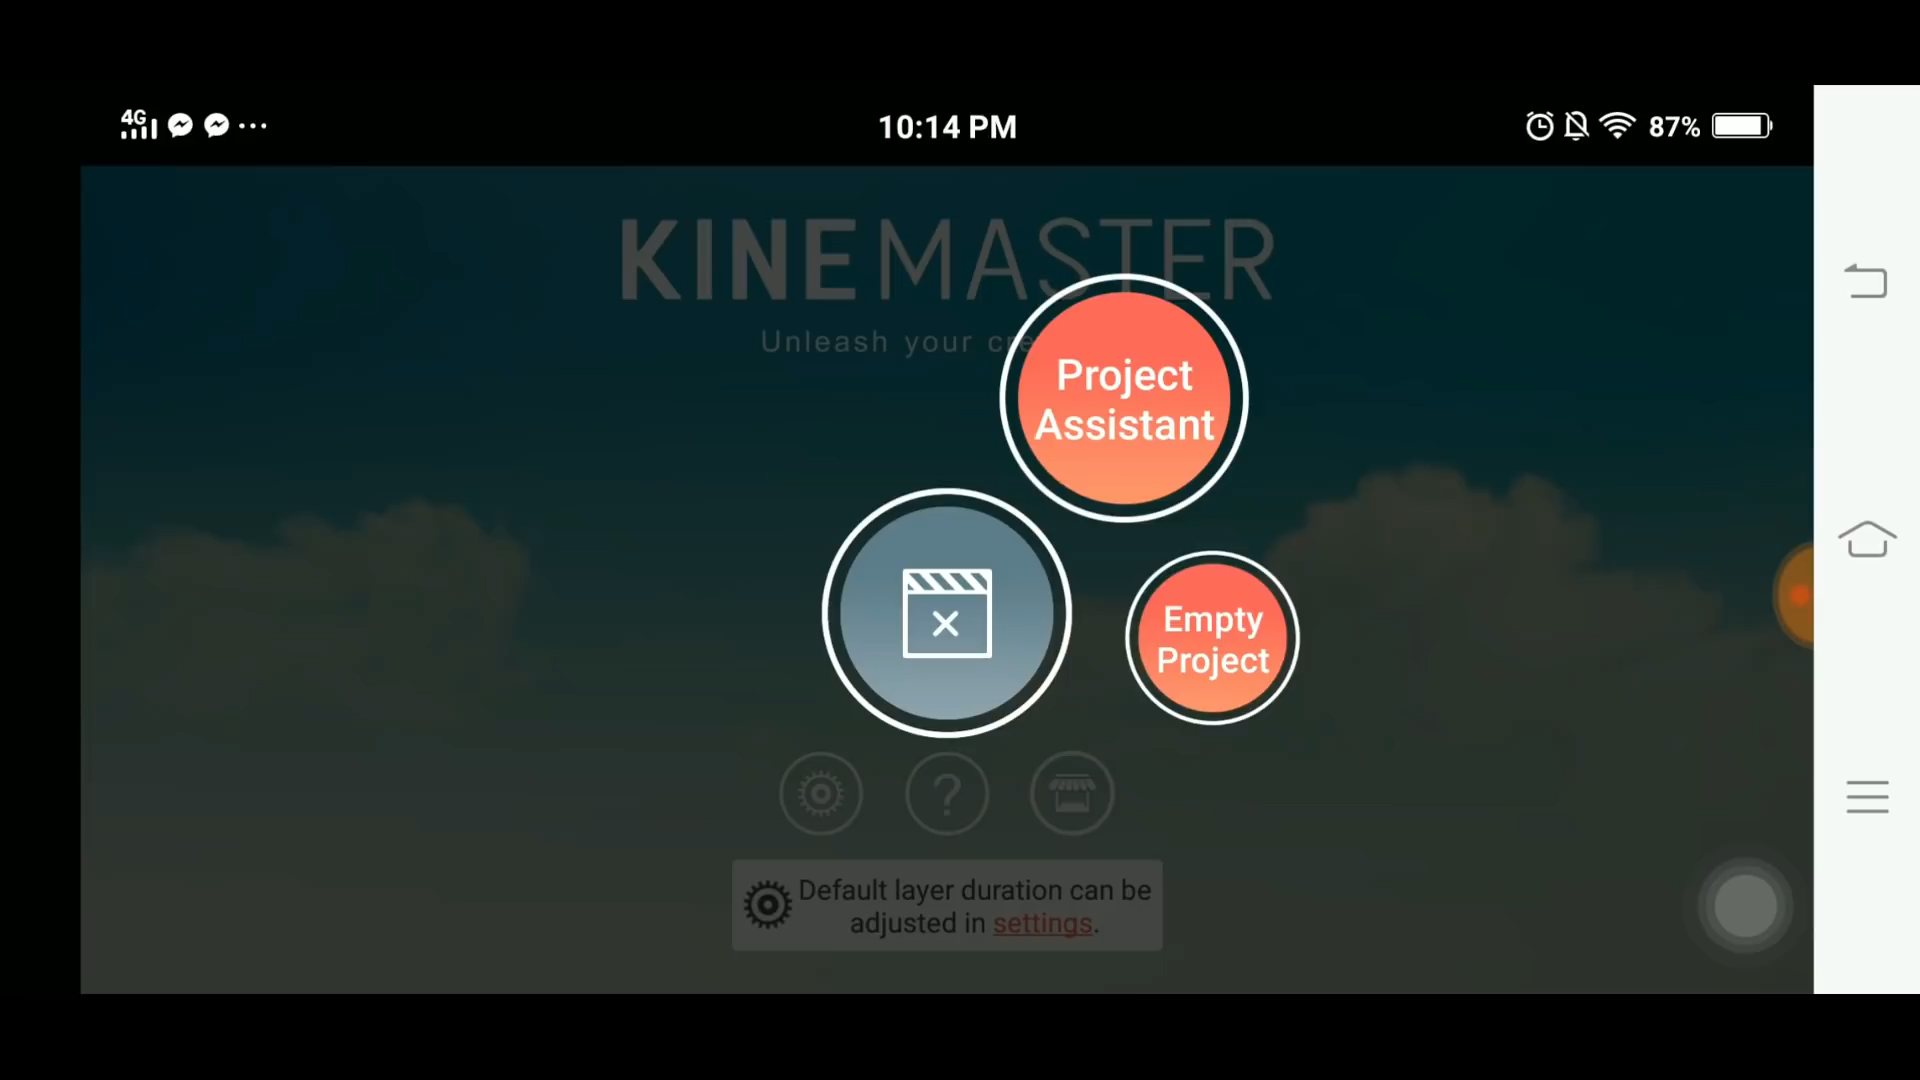 4G
10:14 PM
87%
KINEMASTER
Unleash your cre
Project
Assistant
Empty
Project
?
Default layer duration can be
adjusted in settings.